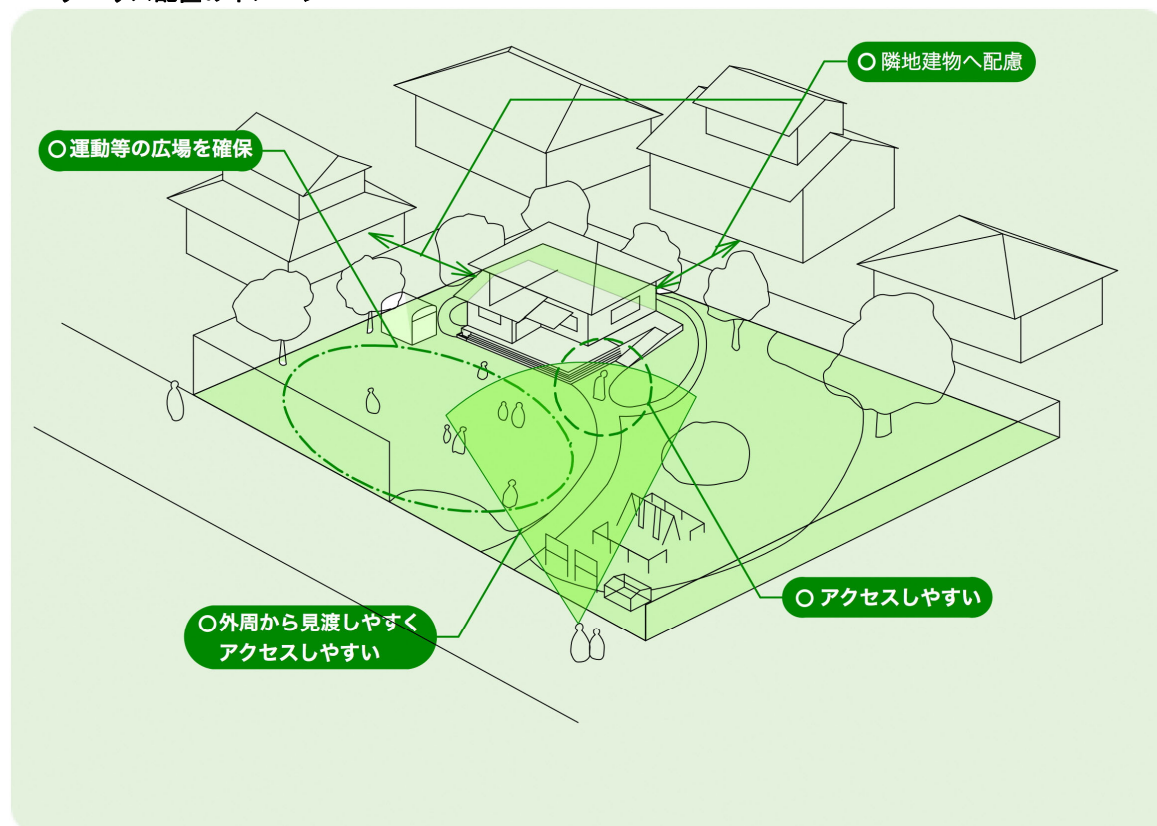 ○ 隣地建物へ配慮
○ 運動等の広場を確保
○ アクセスしやすい
○ 外周から見渡しやすく
アクセスしやすい